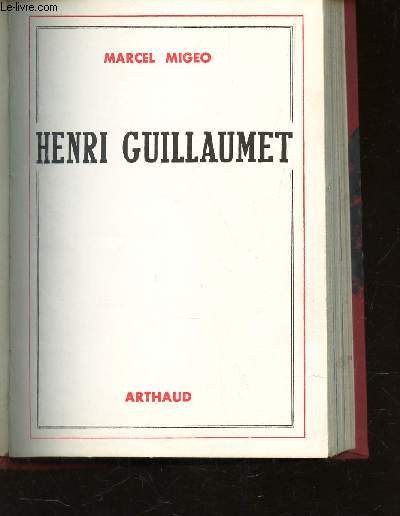 Le-livre.com
MARCEL MIGEO
HENRI GUILLAUMET
ARTHAUD